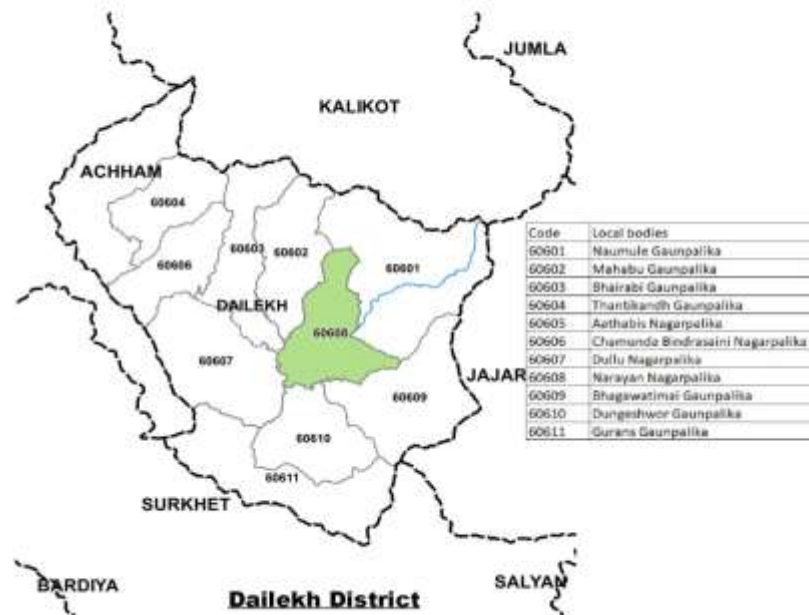 JUMLA
KALIKOT
ACHHAM
60604
60603
60602
60606
60601
DAILEKH
60608
60607
JAJAR
60609
60610
60611
SURKHET
BARDIYA
SALYAN
Dailekh District
Code Local bodies
60601 Naumule Gaunpalika
60602 Mahabu Gaunpalika
60603 Bhairabi Gaunpalika
60604 Thantikandh Gaunpalika
60605 Aathabis Nagarpalika
60606 Chamunda Bindrasaini Nagarpalika
60607 Dullu Nagarpalika
60608 Narayan Nagarpalika
60609 Bhagawatimai Gaunpalika
60610 Dungeshwor Gaunpalika
60611 Gurans Gaunpalika